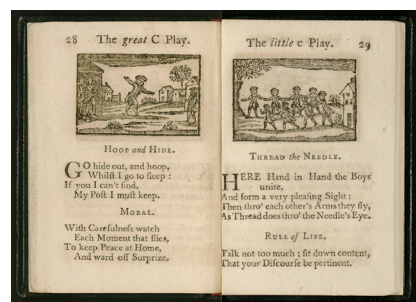 28 The great C Play.
HOOP and HIDE.
GO hide out, and hoop,
Whilst I go to sleep :
If you I can't find,
My Post I must keep.
MORAL.
With Carefulness watch
Each Moment that flies,
To keep Peace at Home,
And ward off Surprize.
The little c Play. 29
THREAD the NEEDLE.
HERE Hand in Hand the Boys
unite,
And form a very pleasing Sight ;
Then thro' each other's Arms they fly,
As Thread does thro' the Needle's Eye.
RULE of LIFE.
Talk not too much ; sit down content,
That your Discourse be pertinent.